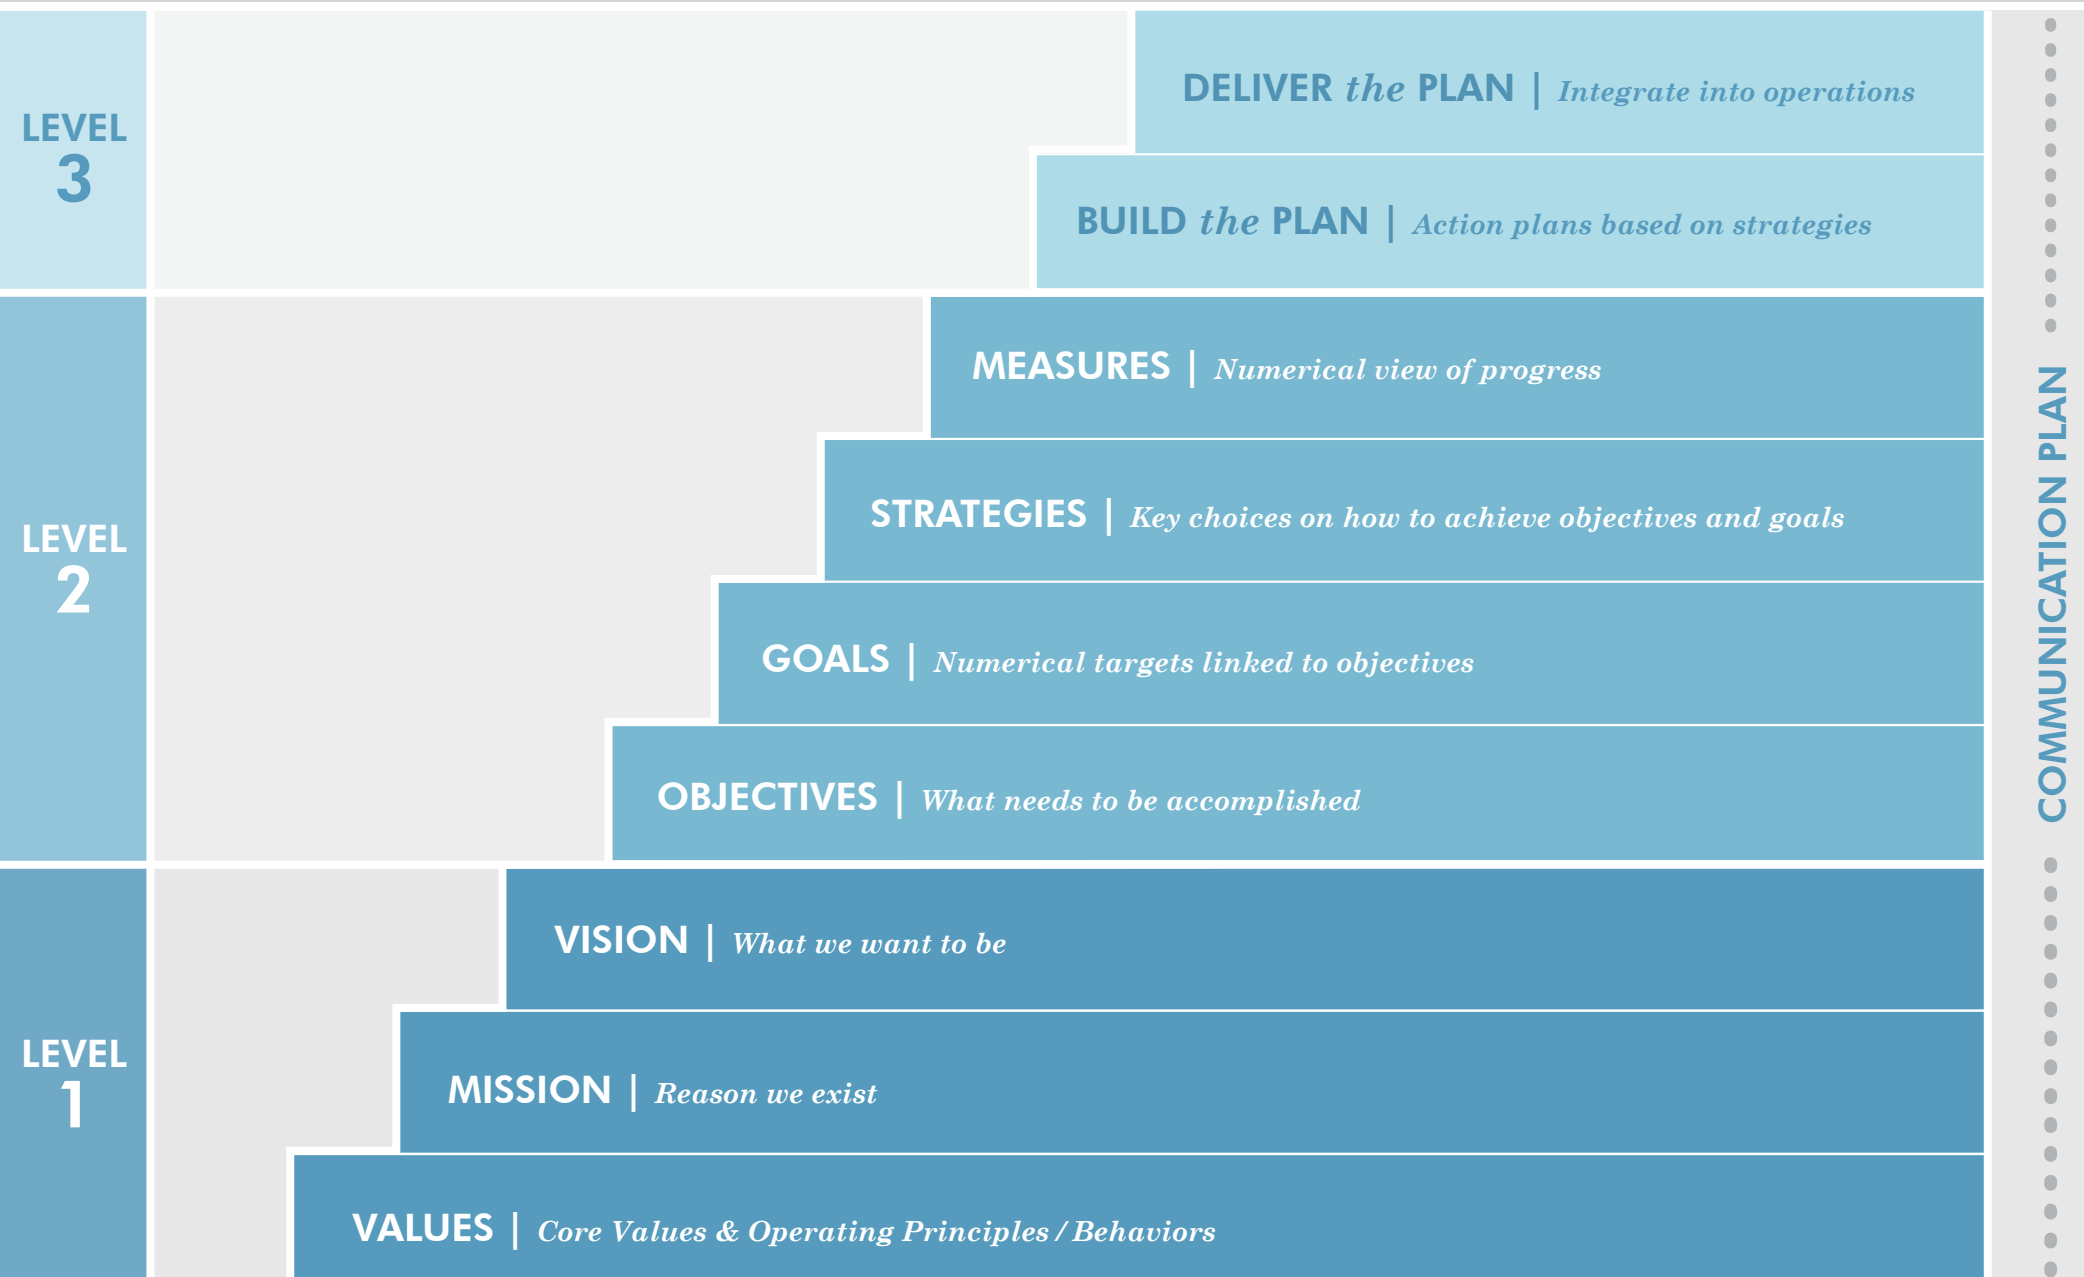 LEVEL
3
DELIVER the PLAN | Integrate into operations
BUILD the PLAN | Action plans based on strategies
LEVEL
2
MEASURES | Numerical view of progress
STRATEGIES | Key choices on how to achieve objectives and goals
GOALS | Numerical targets linked to objectives
OBJECTIVES | What needs to be accomplished
LEVEL
1
VISION | What we want to be
MISSION | Reason we exist
VALUES | Core Values & Operating Principles / Behaviors
COMMUNICATION PLAN